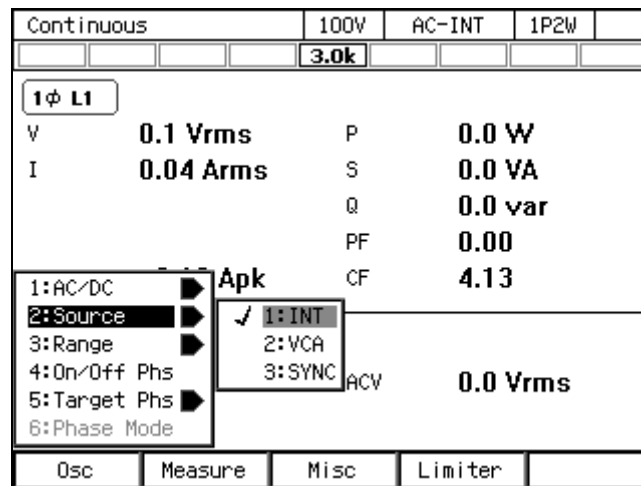 Continuous 100V AC-INT 1P2W
3.0k
1ϕ L1
V 0.1 Vrms P 0.0 W
I 0.04 Arms S 0.0 VA
Q 0.0 var
PF 0.00
Apk CF 4.13
1:AC/DC
2:Source ✓ 1:INT
3:Range 2:VCA
4:On/Off Phs 3:SYNC
ACV 0.0 Vrms
5:Target Phs
6:Phase Mode
Osc Measure Misc Limiter